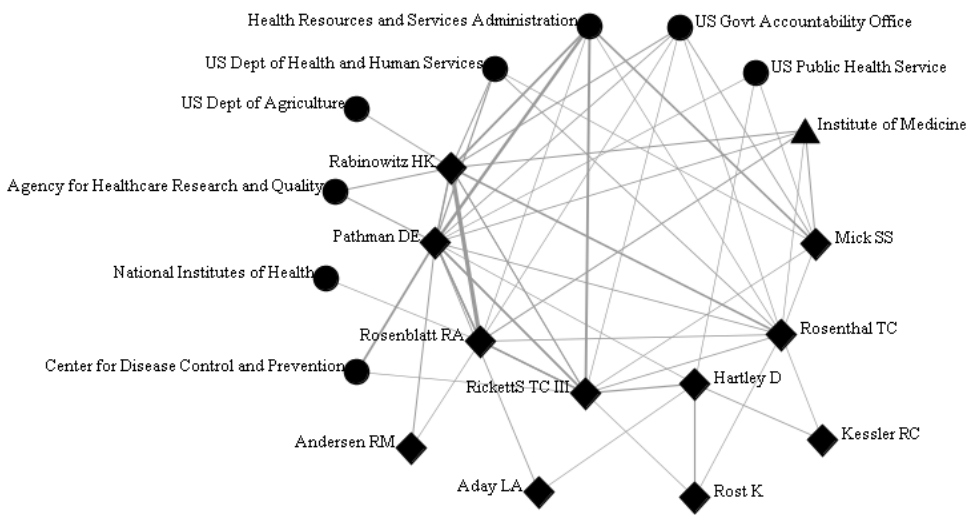 Health Resources and Services Administration
US Govt Accountability Office
US Dept of Health and Human Services
US Public Health Service
US Dept of Agriculture
Institute of Medicine
Rabinowitz HK
Agency for Healthcare Research and Quality
Pathman DE
Mick SS
National Institutes of Health
Rosenblatt RA
Rosenthal TC
Center for Disease Control and Prevention
RickettS TC III
Hartley D
Andersen RM
Kessler RC
Aday LA
Rost K